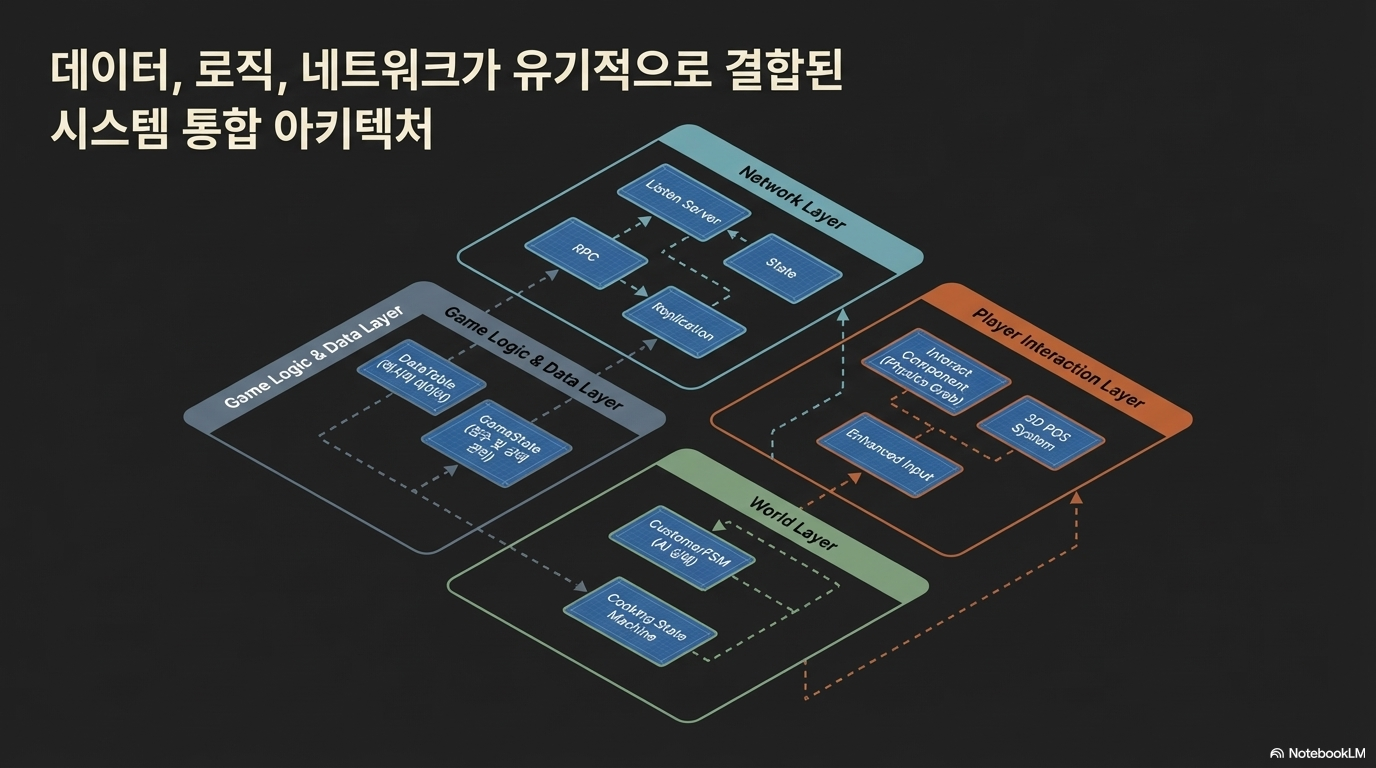 데이터, 로직, 네트워크가 유기적으로 결합된
시스템 통합 아키텍처
Network Layer
Listen Server
RPC
State
Replication
Game Logic & Data Layer
Game Logic & Data Layer
DataTable
GameState
Player Interaction Layer
Interact
Component
3D POS
System
Enhanced Input
World Layer
CustomerFSM
Cooking State
Machine
NotebookLM